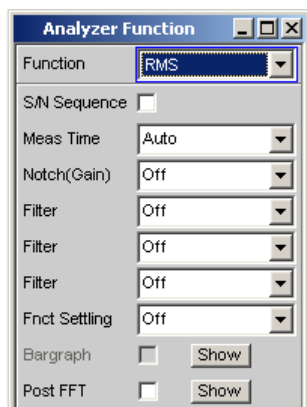 Analyzer Function
Function RMS
S/N Sequence
Meas Time Auto
Notch(Gain) Off
Filter Off
Filter Off
Filter Off
Fnct Settling Off
Bargraph Show
Post FFT Show